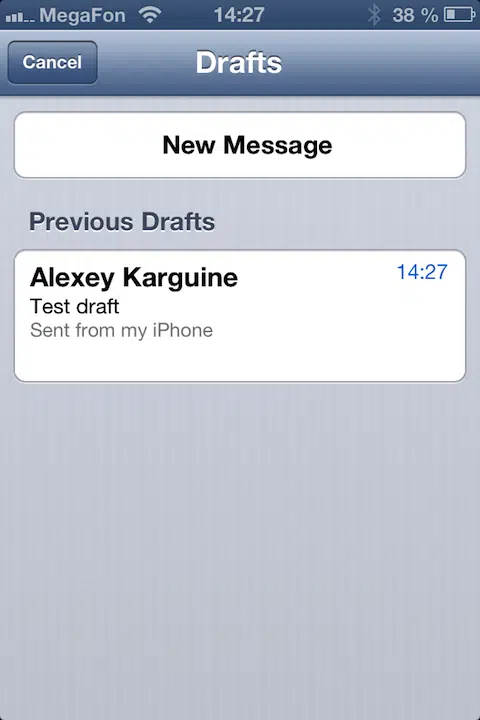 MegaFon 14:27 38 %
Cancel Drafts
New Message
Previous Drafts
Alexey Karguine 14:27
Test draft
Sent from my iPhone